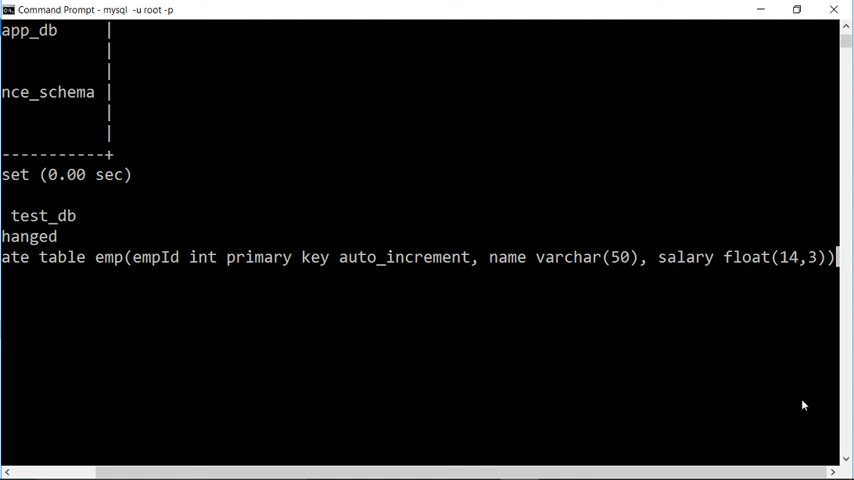 Command Prompt - mysql  -u root -p
app_db      |
|
|
nce_schema |
|
|
-----------+
set (0.00 sec)
test_db
hanged
ate table emp(empId int primary key auto_increment, name varchar(50), salary float(14,3))